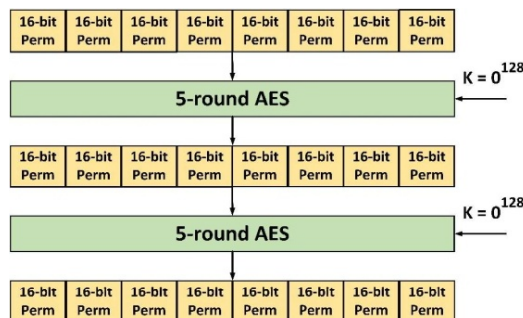 16-bit 16-bit 16-bit 16-bit 16-bit 16-bit 16-bit 16-bit
Perm Perm Perm Perm Perm Perm Perm Perm
K = 0^128
5-round AES
16-bit 16-bit 16-bit 16-bit 16-bit 16-bit 16-bit 16-bit
Perm Perm Perm Perm Perm Perm Perm Perm
K = 0^128
5-round AES
16-bit 16-bit 16-bit 16-bit 16-bit 16-bit 16-bit 16-bit
Perm Perm Perm Perm Perm Perm Perm Perm